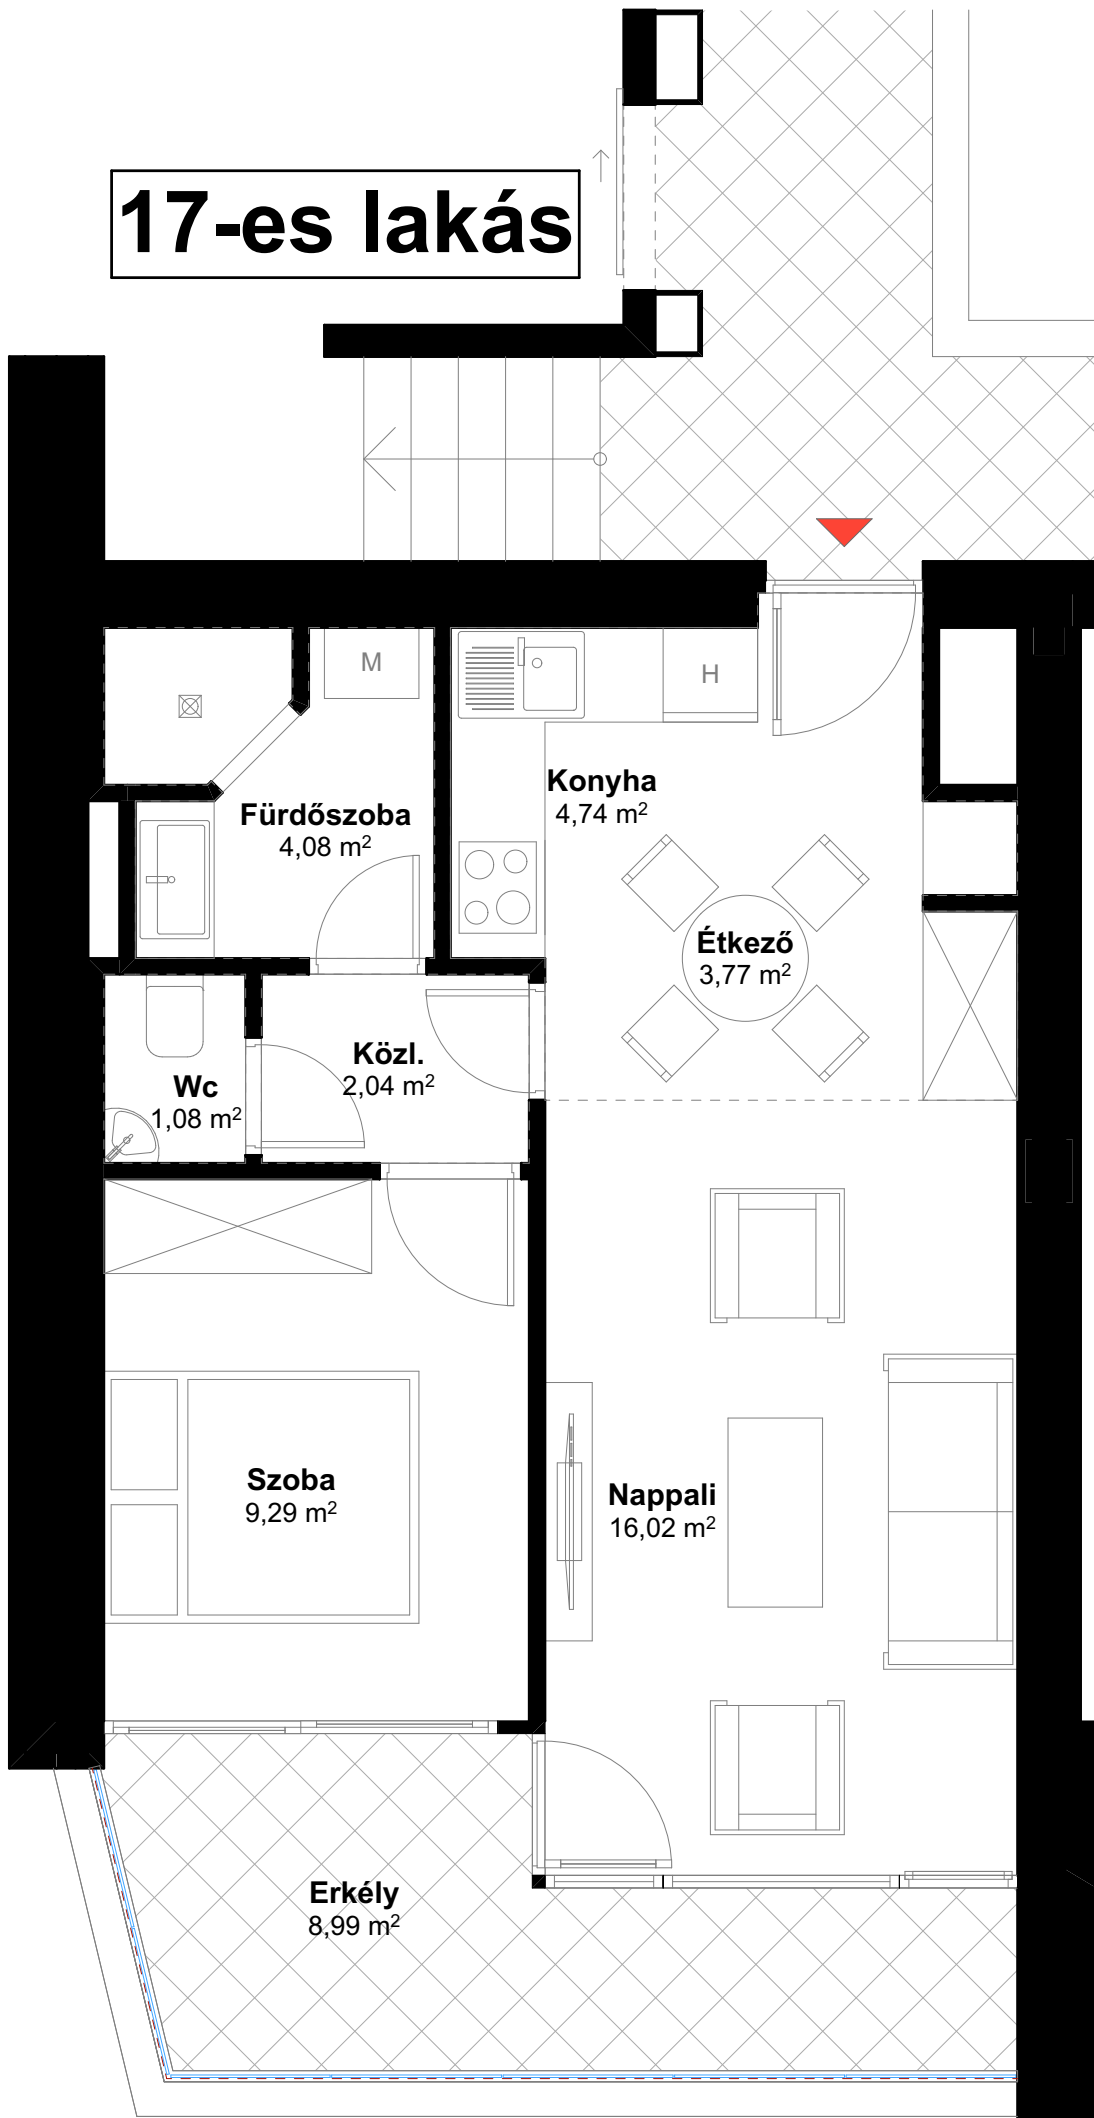 17-es lakás
M
H
Konyha
4,74 m²
Fürdőszoba
4,08 m²
Étkező
3,77 m²
Közl.
2,04 m²
Wc
1,08 m²
Szoba
9,29 m²
Nappali
16,02 m²
Erkély
8,99 m²